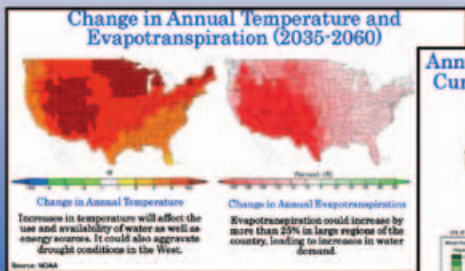 Change in Annual Temperature and
Evapotranspiration (2035-2060)
Change in Annual Temperature
Increases in temperature will affect the
use and availability of water as well as
energy sources. It could also aggravate
drought conditions in the West.
Source: NOAA
Change in Annual Evapotranspiration
Evapotranspiration could increase by
more than 25% in large regions of the
country, leading to increases in water
demand.